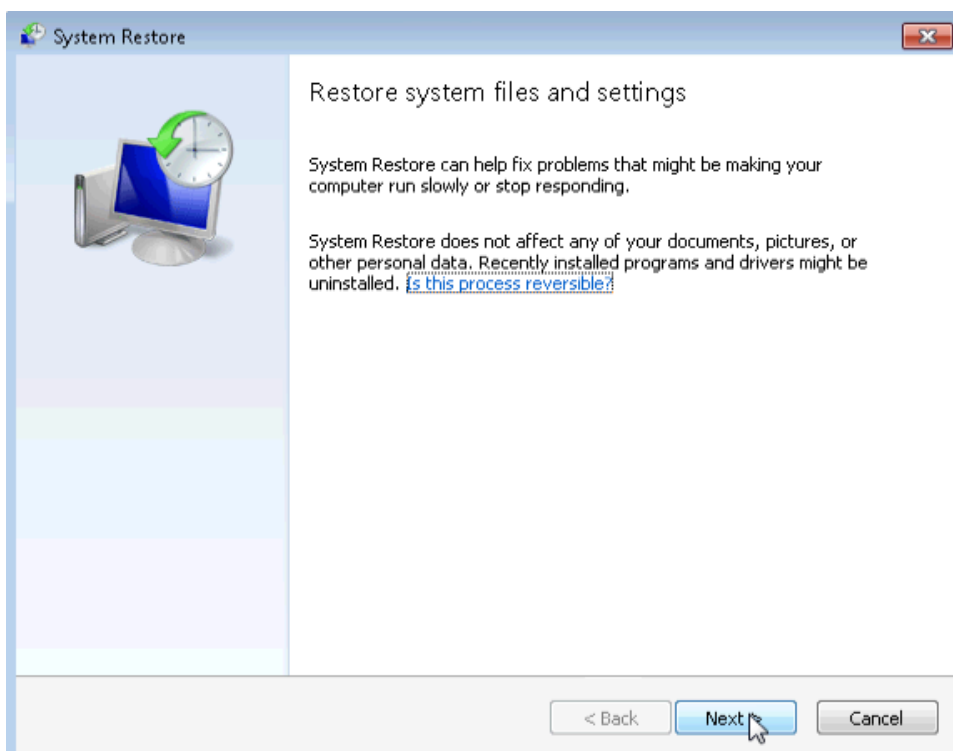 System Restore
Restore system files and settings
System Restore can help fix problems that might be making your
computer run slowly or stop responding.
System Restore does not affect any of your documents, pictures, or
other personal data. Recently installed programs and drivers might be
uninstalled. Is this process reversible?
< Back
Next >
Cancel